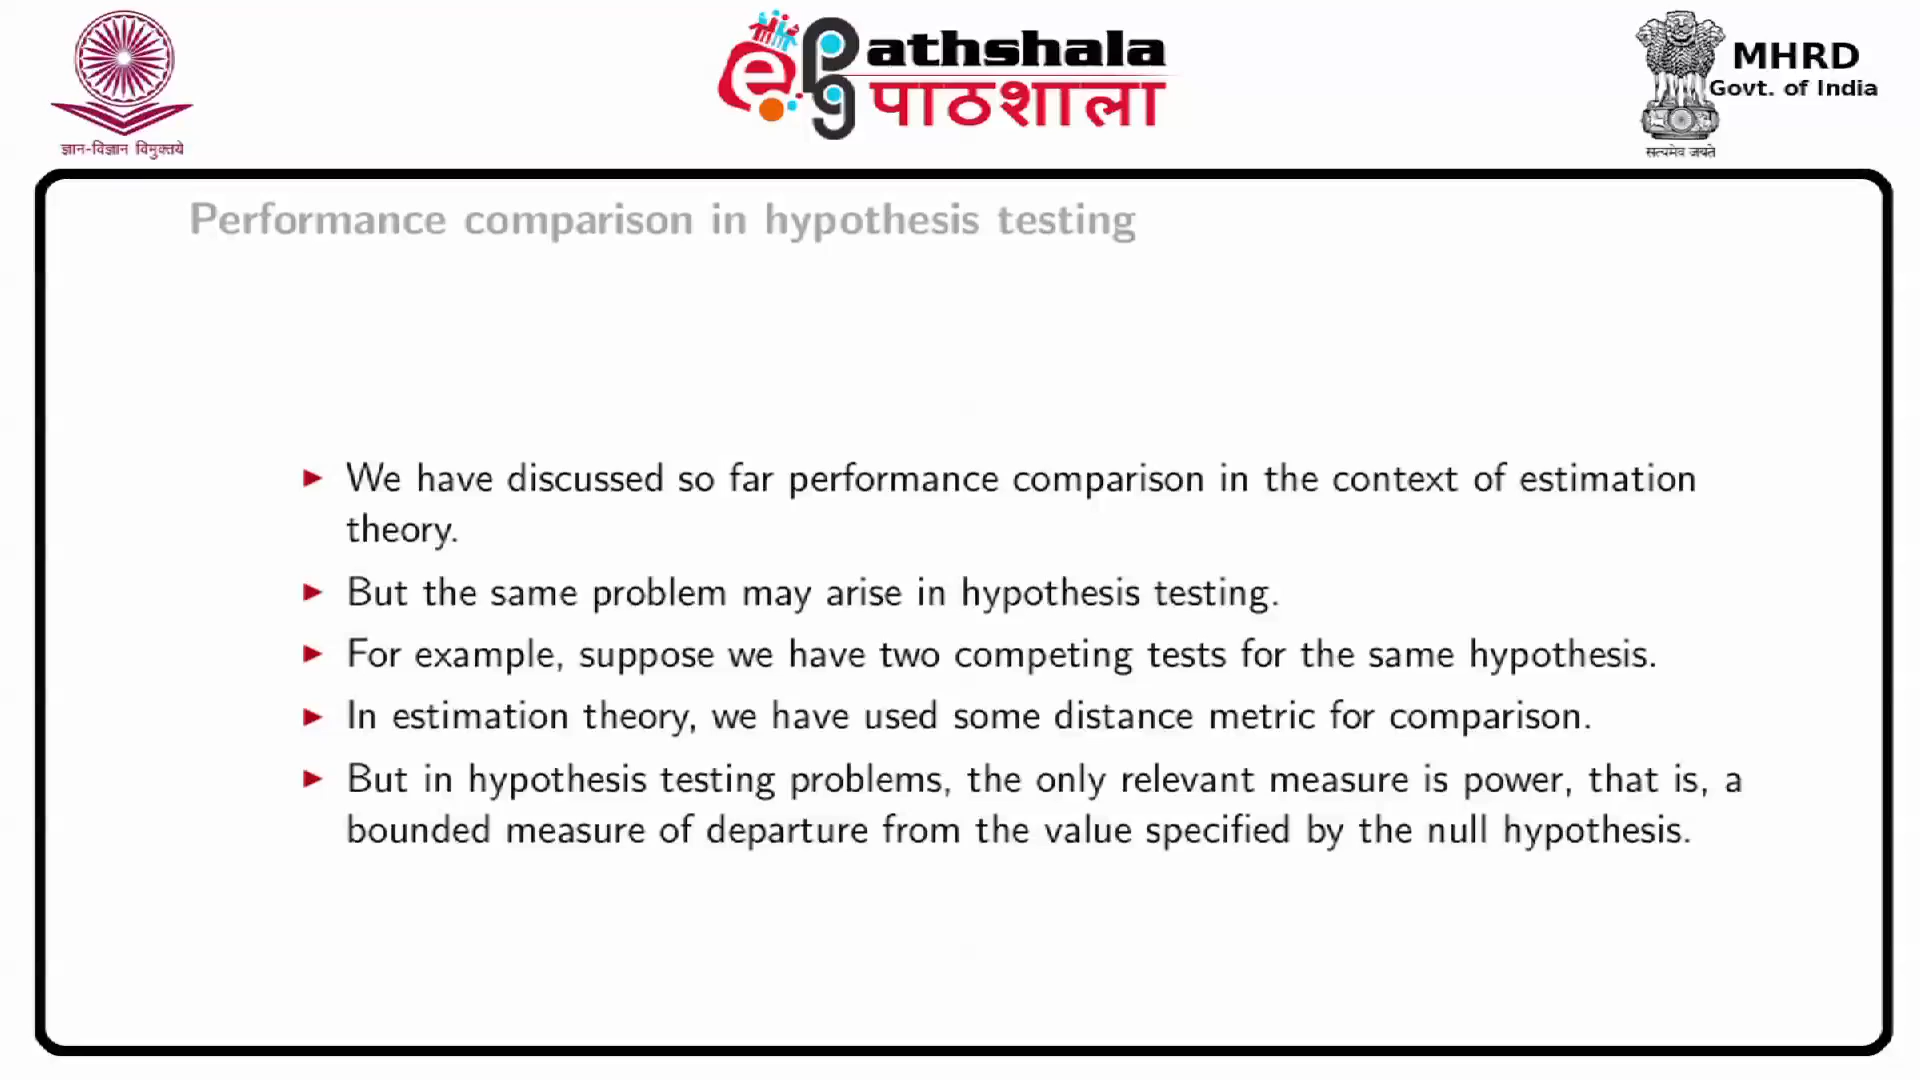 ज्ञान-विज्ञान विमुक्तये
ePG Pathshala
पाठशाला
MHRD
Govt. of India
सत्यमेव जयते
Performance comparison in hypothesis testing
We have discussed so far performance comparison in the context of estimation
theory.
But the same problem may arise in hypothesis testing.
For example, suppose we have two competing tests for the same hypothesis.
In estimation theory, we have used some distance metric for comparison.
But in hypothesis testing problems, the only relevant measure is power, that is, a
bounded measure of departure from the value specified by the null hypothesis.